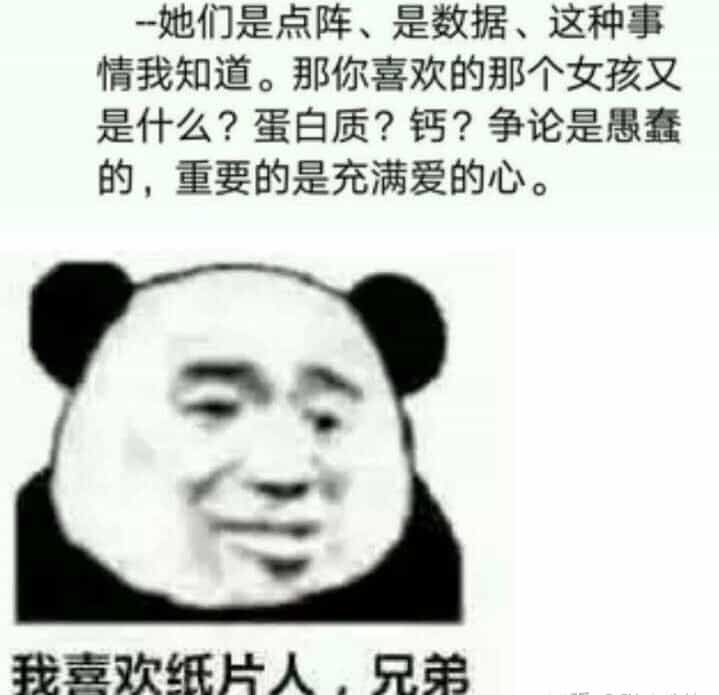 --她们是点阵、是数据、这种事
情我知道。那你喜欢的那个女孩又
是什么？蛋白质？钙？争论是愚蠢
的，重要的是充满爱的心。
我喜欢纸片人，兄弟